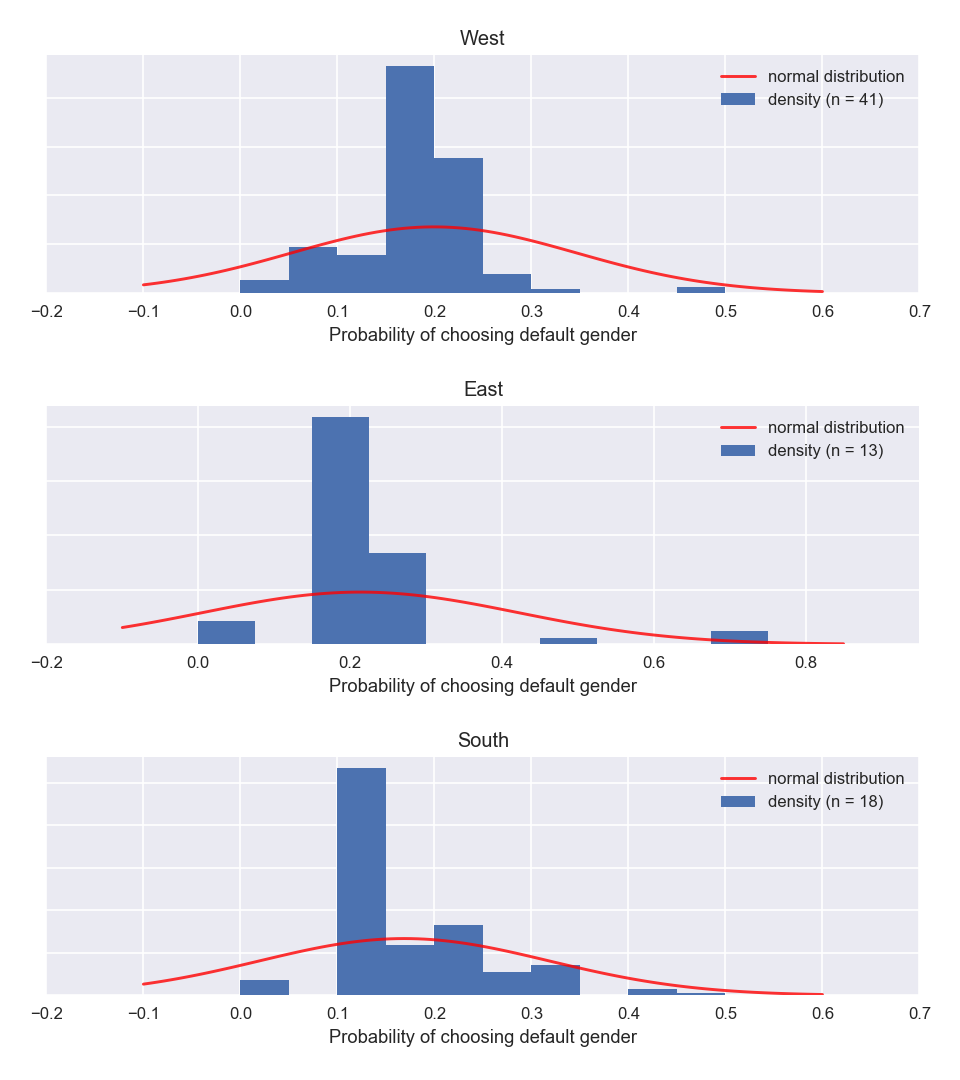 West
normal distribution
density (n = 41)
−0.2 −0.1 0.0 0.1 0.2 0.3 0.4 0.5 0.6 0.7
Probability of choosing default gender
East
normal distribution
density (n = 13)
−0.2 0.0 0.2 0.4 0.6 0.8
Probability of choosing default gender
South
normal distribution
density (n = 18)
−0.2 −0.1 0.0 0.1 0.2 0.3 0.4 0.5 0.6 0.7
Probability of choosing default gender